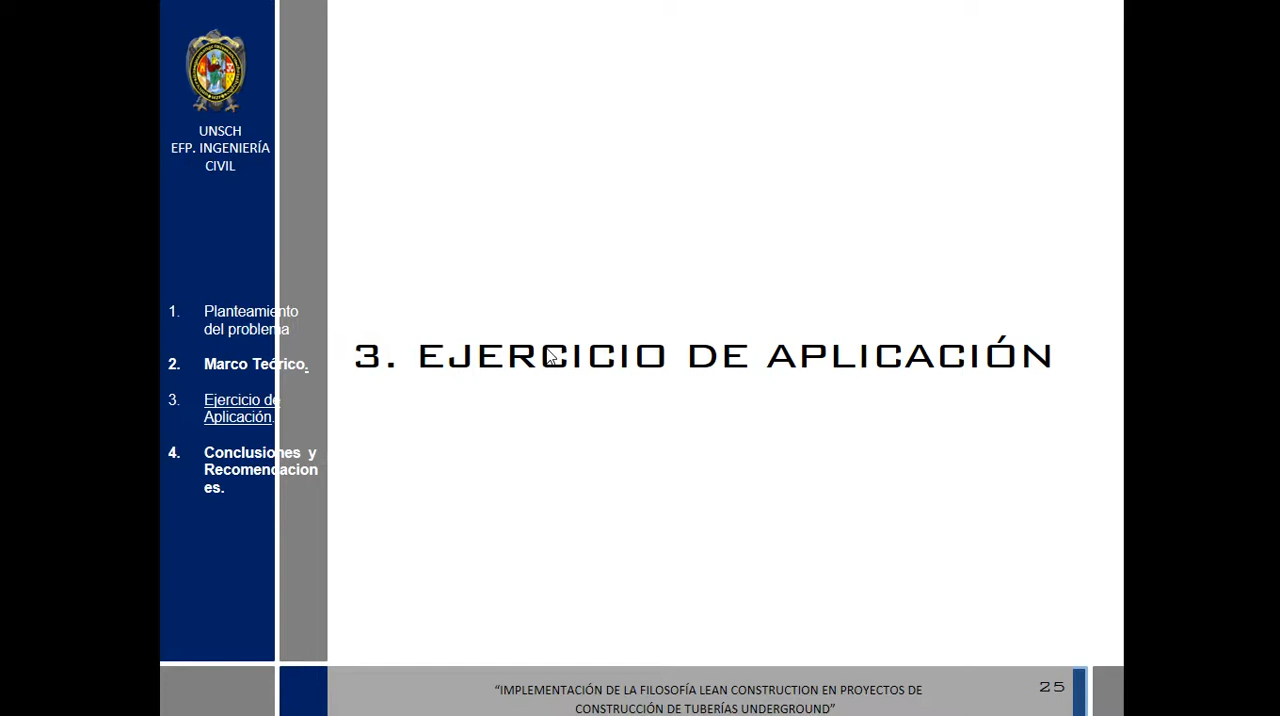 UNSCH
EFP. INGENIERÍA
CIVIL
1. Planteamiento
del problema
2. Marco Teórico.
3. Ejercicio de
Aplicación.
4. Conclusiones y
Recomendacion
es.
3. EJERCICIO DE APLICACIÓN
“IMPLEMENTACIÓN DE LA FILOSOFÍA LEAN CONSTRUCTION EN PROYECTOS DE
CONSTRUCCIÓN DE TUBERÍAS UNDERGROUND”
25